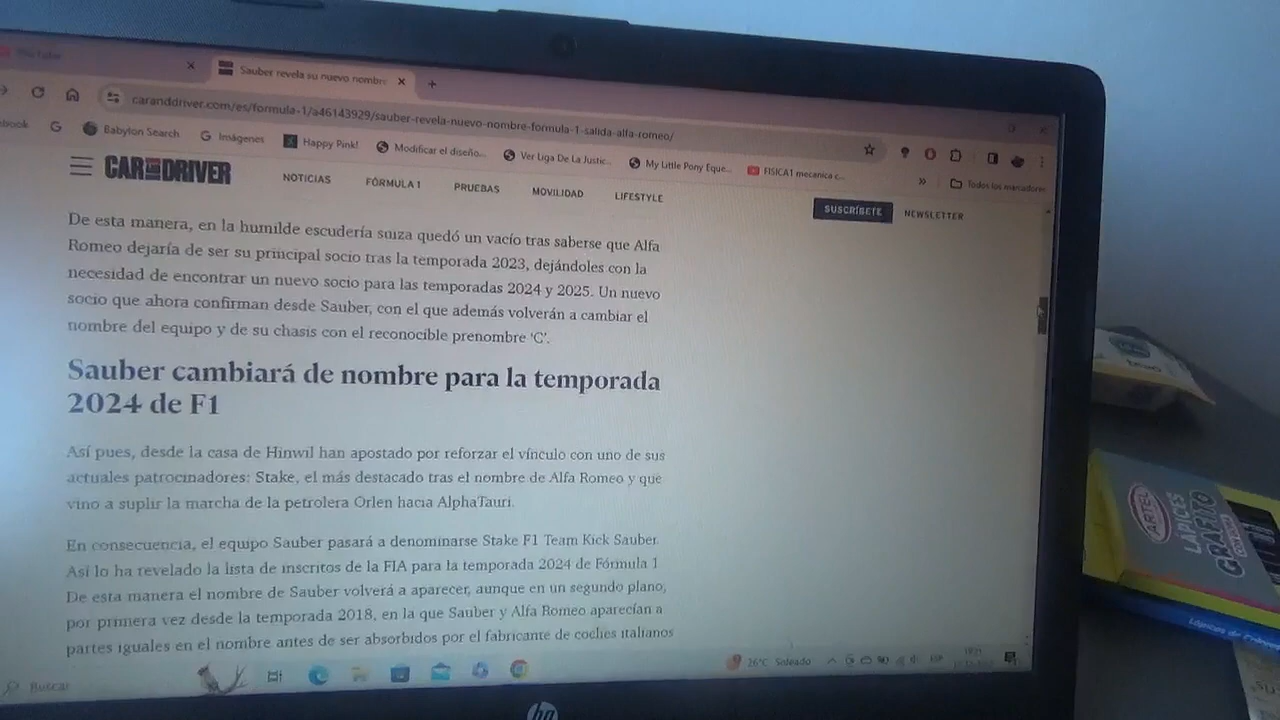 YouTube
Sauber revela su nuevo nombre
caranddriver.com/es/formula-1/a46143929/sauber-revela-nuevo-nombre-formula-1-salida-alfa-romeo/
ebook
Babylon Search
Imágenes
Happy Pink!
Modificar el diseño...
Ver Liga De La Justic...
My Little Pony Eque...
FISICA1 mecanica c...
Todos los marcadores
CAR AND DRIVER
NOTICIAS
FÓRMULA 1
PRUEBAS
MOVILIDAD
LIFESTYLE
SUSCRÍBETE
NEWSLETTER
De esta manera, en la humilde escudería suiza quedó un vacío tras saberse que Alfa
Romeo dejaría de ser su principal socio tras la temporada 2023, dejándoles con la
necesidad de encontrar un nuevo socio para las temporadas 2024 y 2025. Un nuevo
socio que ahora confirman desde Sauber, con el que además volverán a cambiar el
nombre del equipo y de su chasis con el reconocible prenombre ‘C’.
Sauber cambiará de nombre para la temporada
2024 de F1
Así pues, desde la casa de Hinwil han apostado por reforzar el vínculo con uno de sus
actuales patrocinadores: Stake, el más destacado tras el nombre de Alfa Romeo y que
vino a suplir la marcha de la petrolera Orlen hacia AlphaTauri.
En consecuencia, el equipo Sauber pasará a denominarse Stake F1 Team Kick Sauber.
Así lo ha revelado la lista de inscritos de la FIA para la temporada 2024 de Fórmula 1
De esta manera el nombre de Sauber volverá a aparecer, aunque en un segundo plano,
por primera vez desde la temporada 2018, en la que Sauber y Alfa Romeo aparecían a
partes iguales en el nombre antes de ser absorbidos por el fabricante de coches italianos
Buscar
26°C Soleado
hp
ARTEL
LÁPICES
GRAFITO